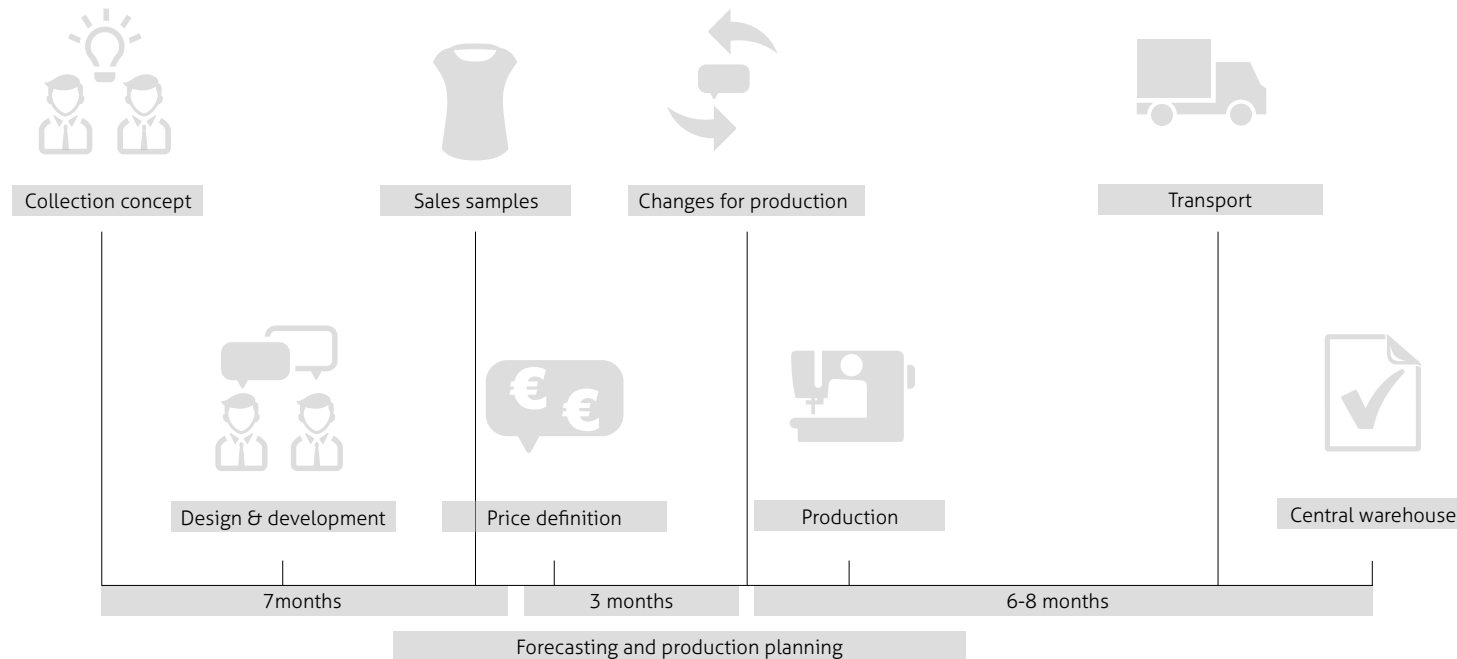 Collection concept
Sales samples
Changes for production
Transport
€
€
Design & development
Price definition
Production
Central warehouse
7months
3 months
6-8 months
Forecasting and production planning